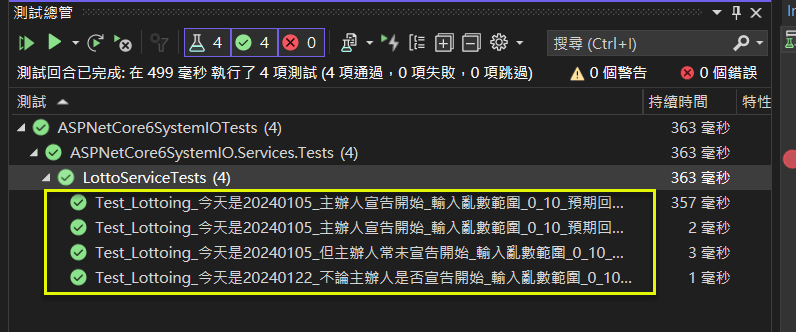 測試總管
4 4 0 搜尋 (Ctrl+I)
測試回合已完成: 在 499 毫秒 執行了 4 項測試 (4 項通過，0 項失敗，0 項跳過) 0 個警告 0 個錯誤
測試 持續時間 特性
ASPNetCore6SystemIOTests (4) 363 毫秒
ASPNetCore6SystemIO.Services.Tests (4) 363 毫秒
LottoServiceTests (4) 363 毫秒
Test_Lottoing_今天是20240105_主辦人宣告開始_輸入亂數範圍_0_10_預期回... 357 毫秒
Test_Lottoing_今天是20240105_主辦人宣告開始_輸入亂數範圍_0_10_預期回... 2 毫秒
Test_Lottoing_今天是20240105_但主辦人常未宣告開始_輸入亂數範圍_0_10_... 3 毫秒
Test_Lottoing_今天是20240122_不論主辦人是否宣告開始_輸入亂數範圍_0_10... 1 毫秒